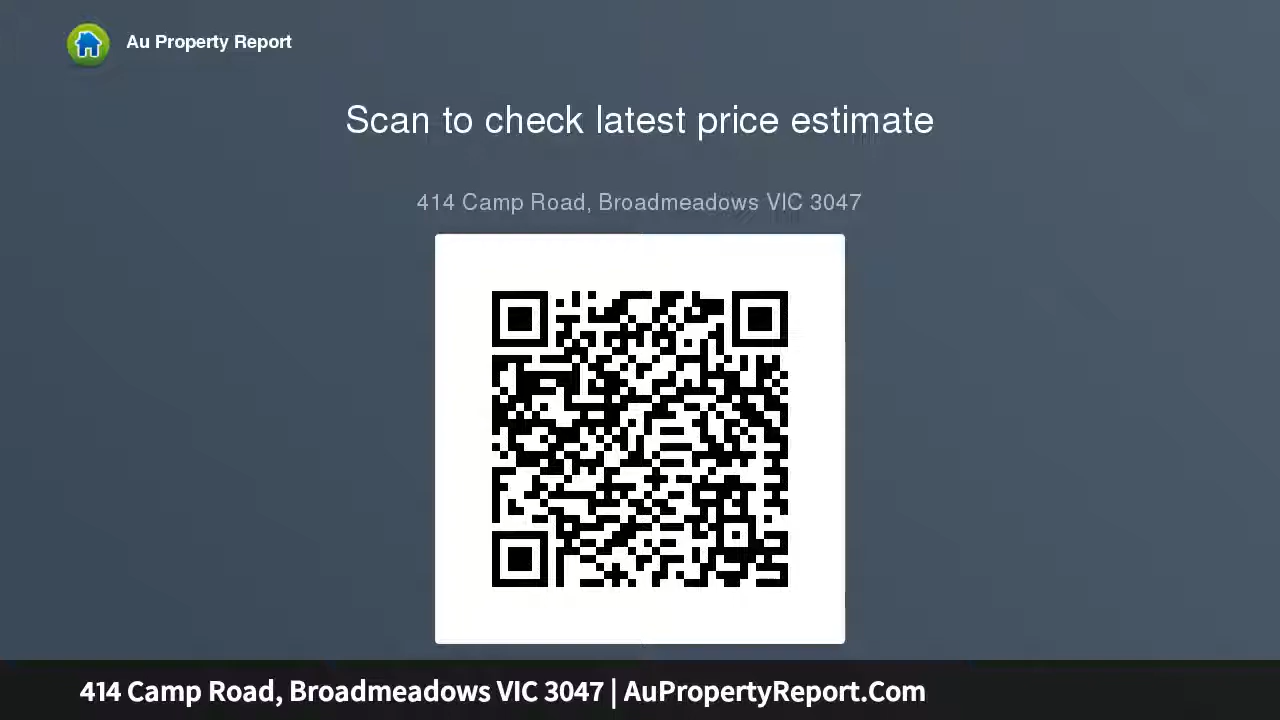 Au Property Report
Scan to check latest price estimate
414 Camp Road, Broadmeadows VIC 3047
414 Camp Road, Broadmeadows VIC 3047 | AuPropertyReport.Com